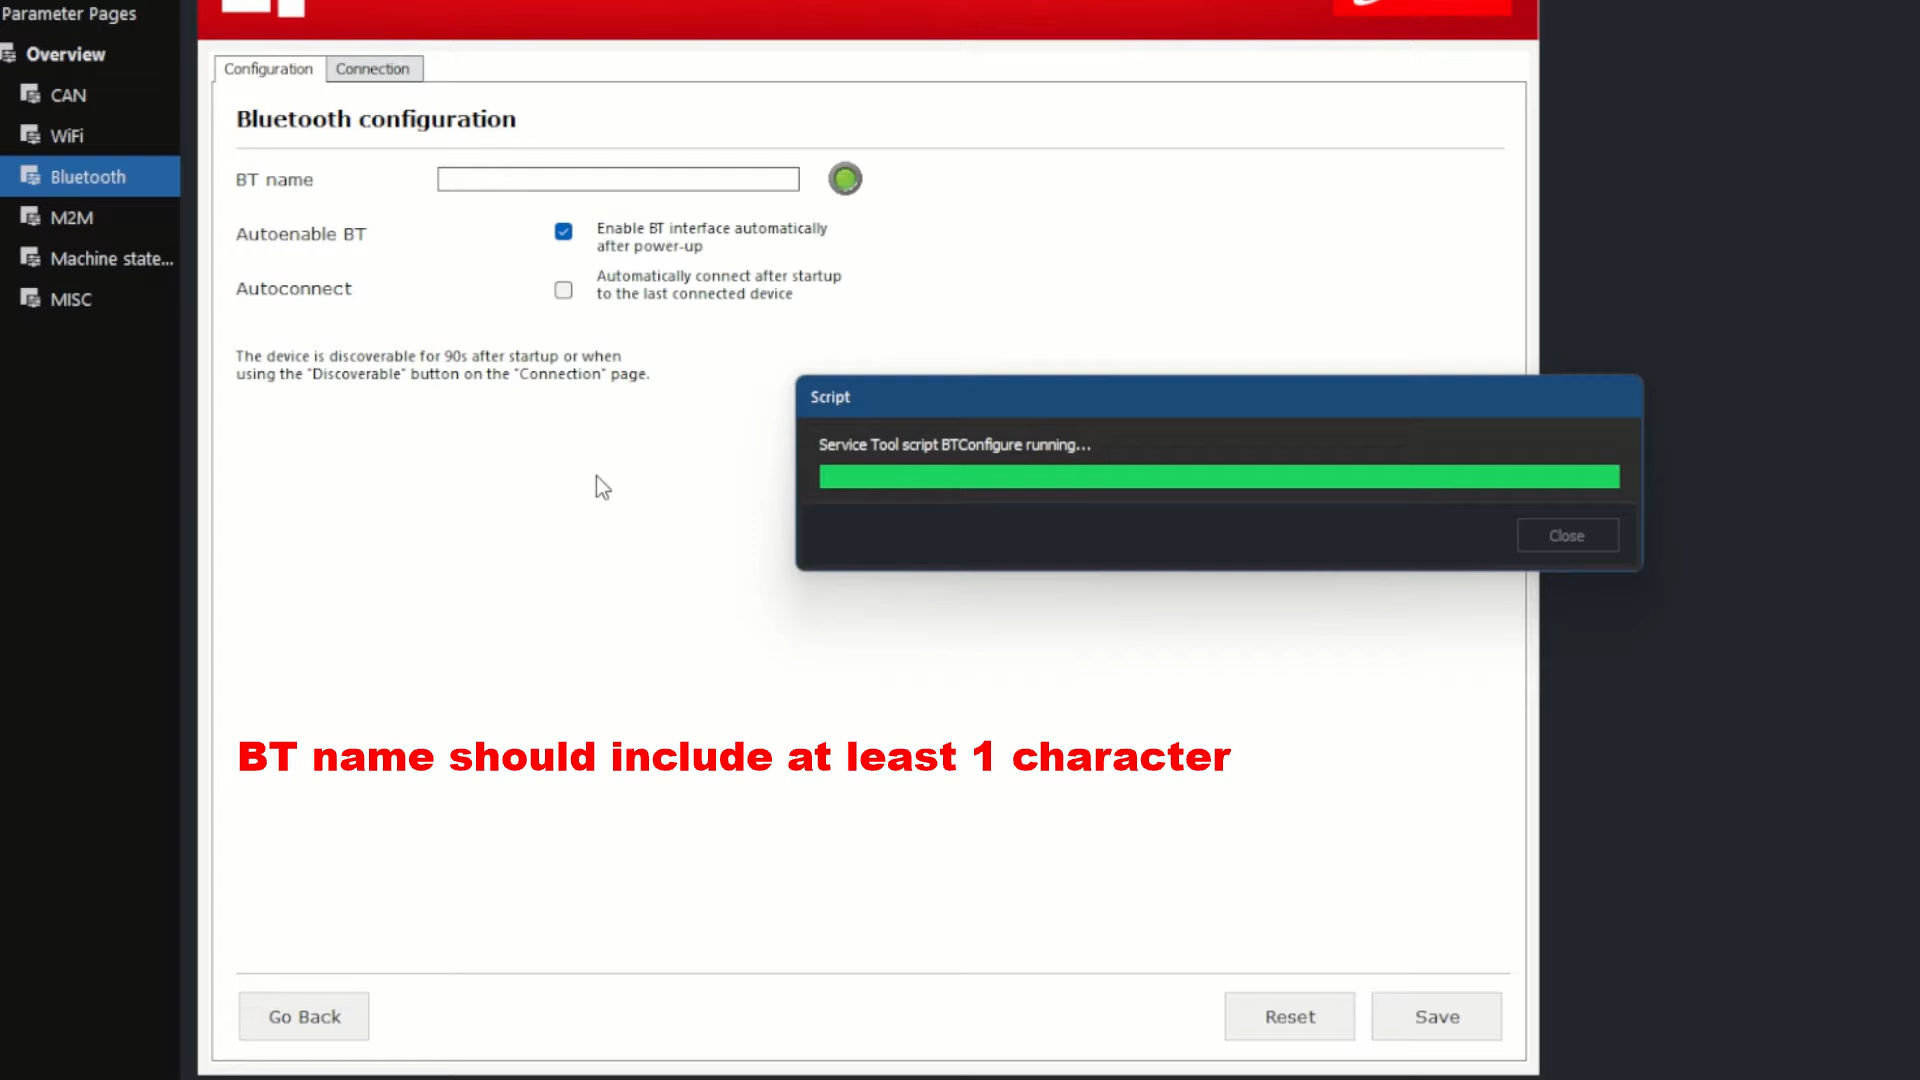 Parameter Pages
Overview
CAN
WiFi
Bluetooth
M2M
Machine state...
MISC
Configuration
Connection
Bluetooth configuration
BT name
Autoenable BT
Enable BT interface automatically
after power-up
Autoconnect
Automatically connect after startup
to the last connected device
The device is discoverable for 90s after startup or when
using the "Discoverable" button on the "Connection" page.
Script
Service Tool script BTConfigure running...
Close
BT name should include at least 1 character
Go Back
Reset
Save